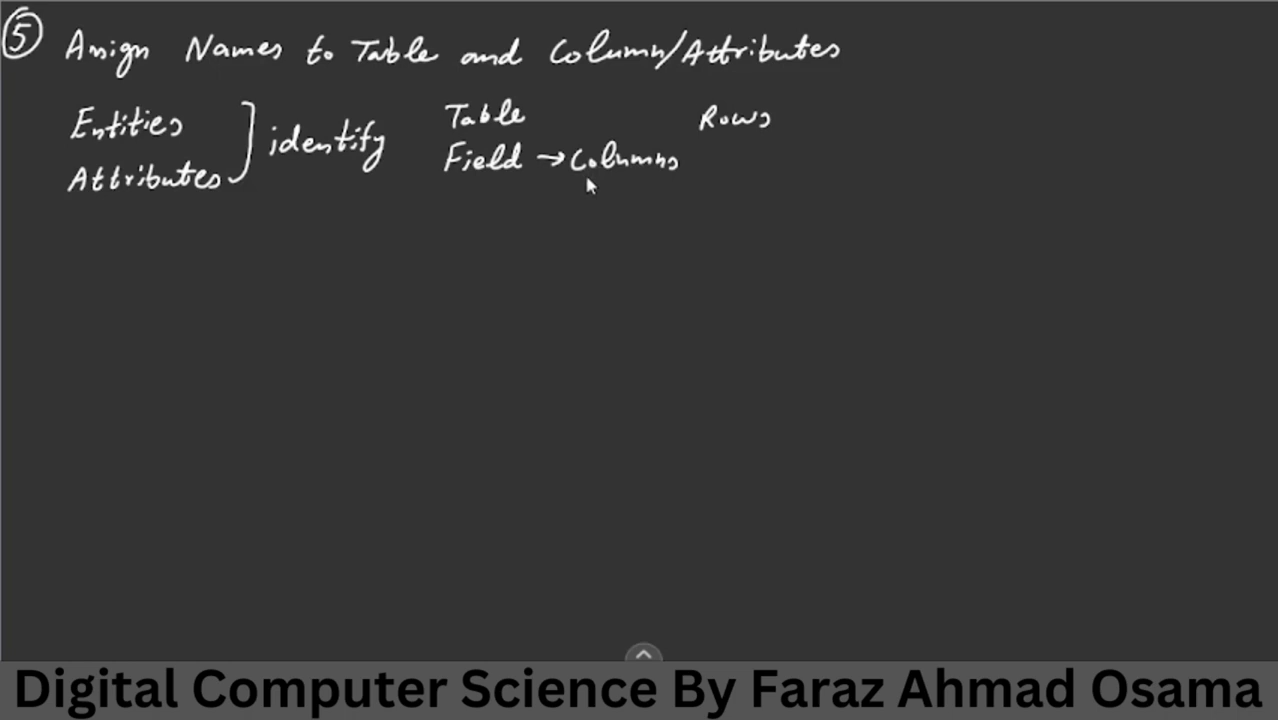 5 Assign Names to Table and Column/Attributes
Entities } identify Table Rows
Attributes Field → Columns
Digital Computer Science By Faraz Ahmad Osama